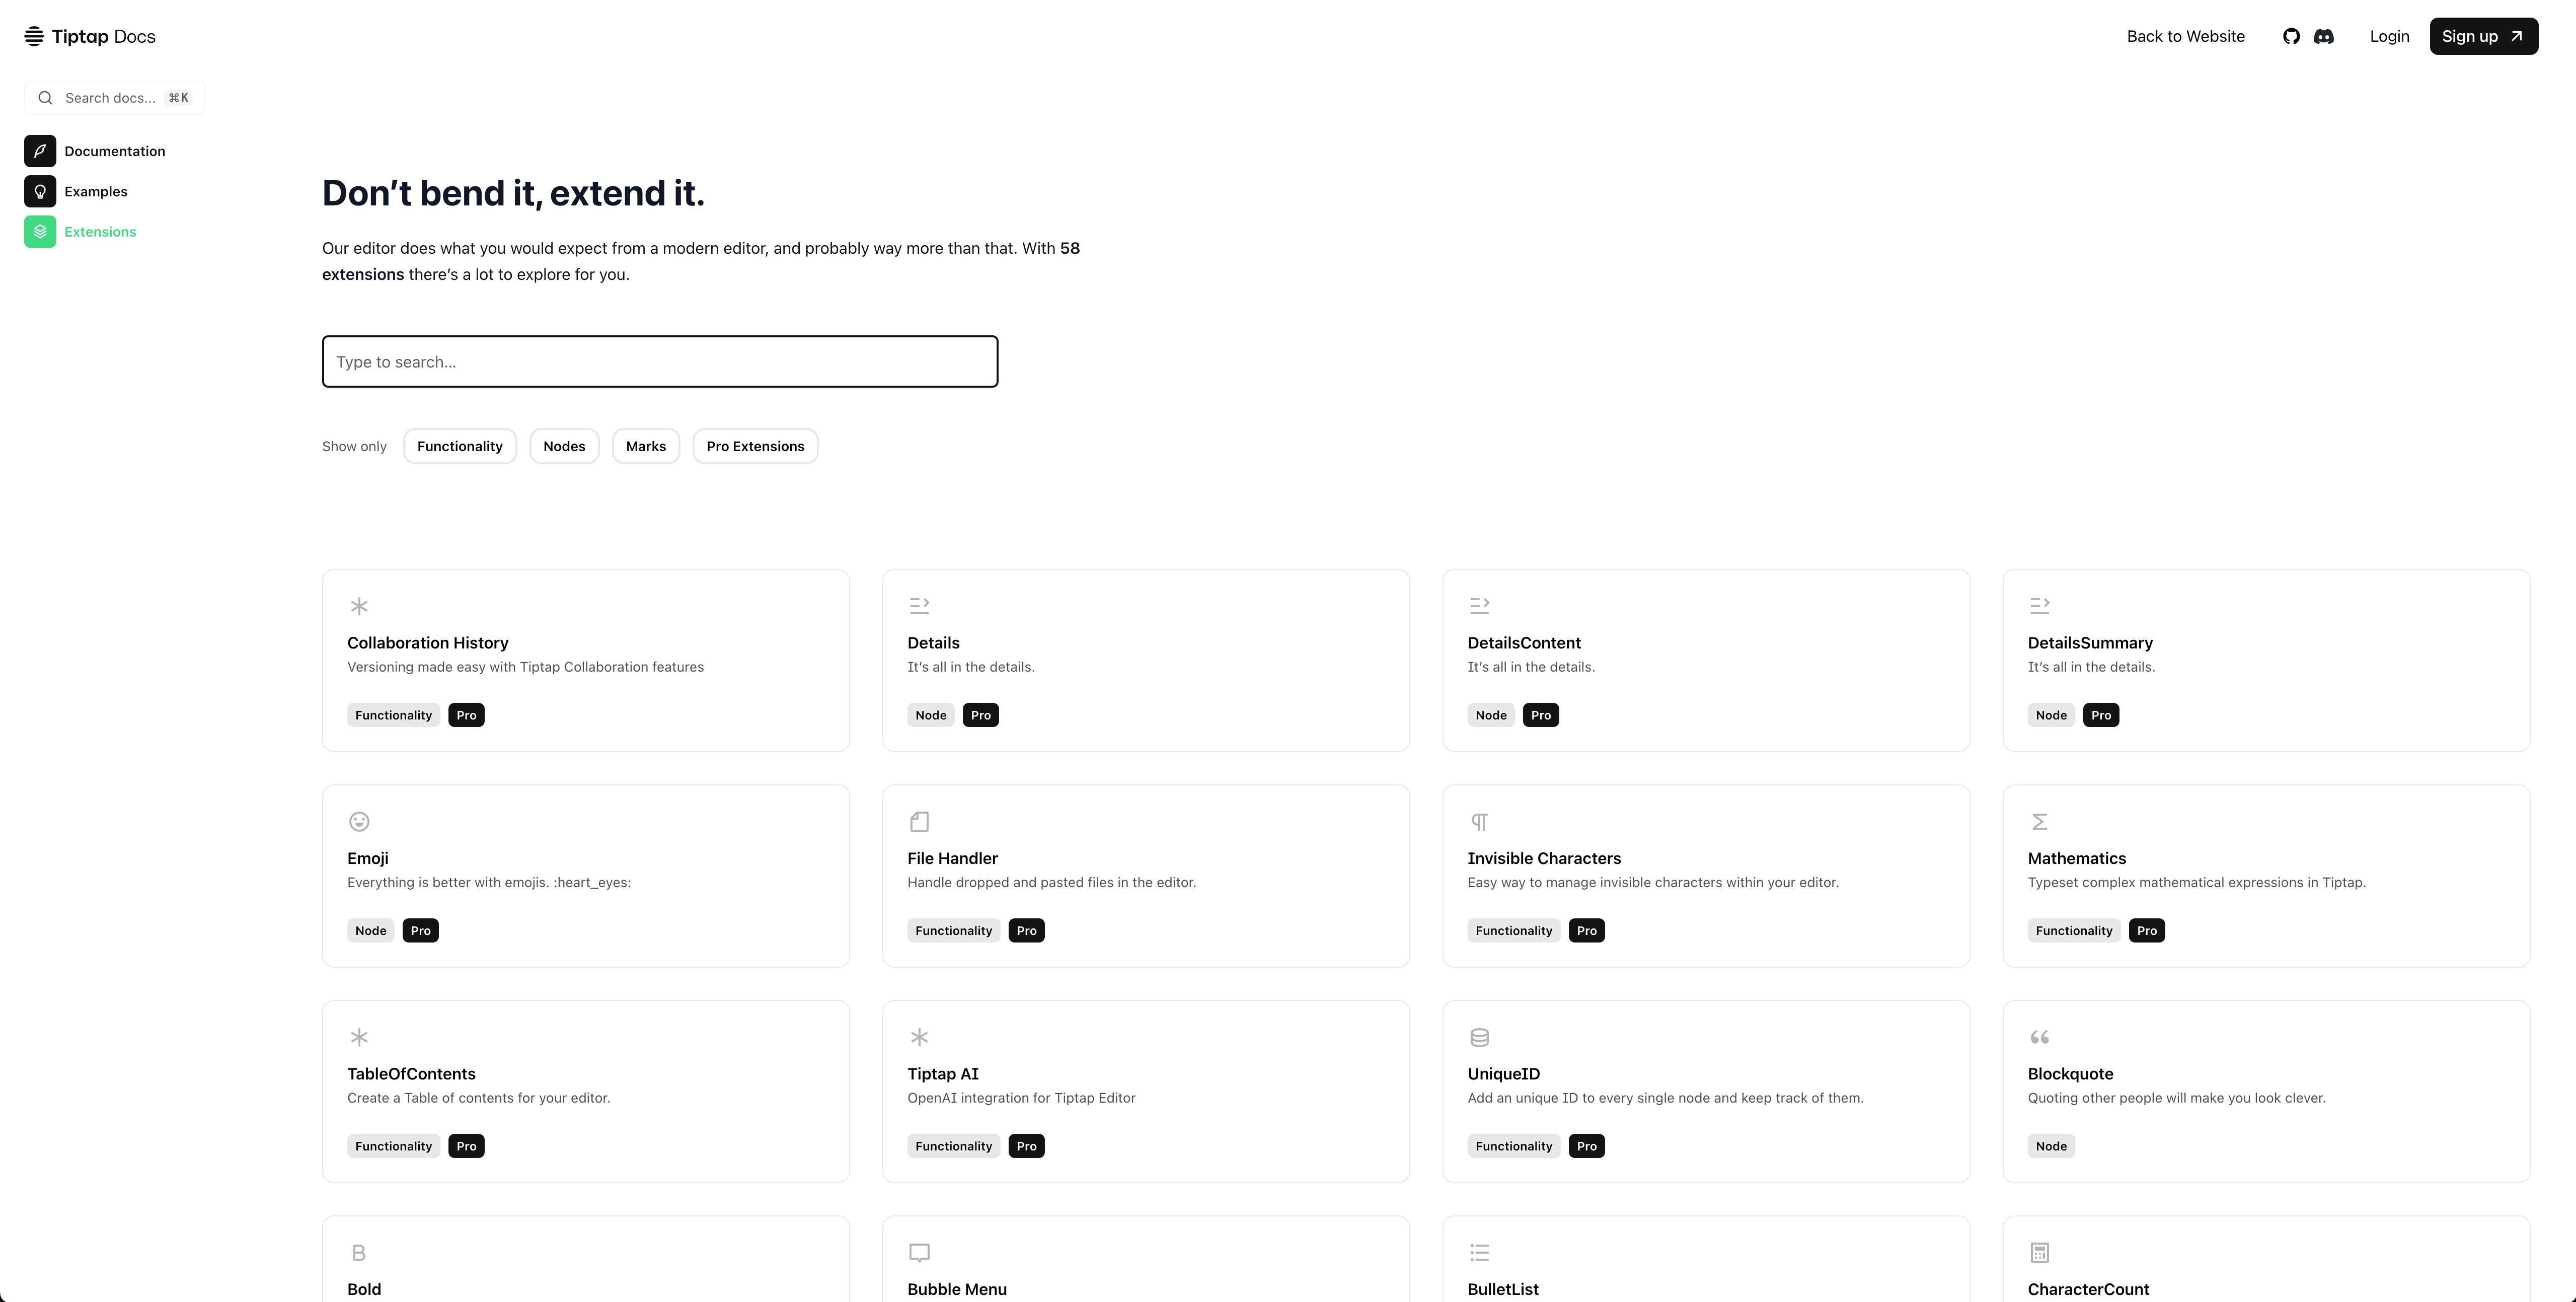 Tiptap Docs
Back to Website
Login
Sign up
Search docs... ⌘K
Documentation
Examples
Extensions
Don’t bend it, extend it.
Our editor does what you would expect from a modern editor, and probably way more than that. With 58
extensions there’s a lot to explore for you.
Type to search...
Show only
Functionality
Nodes
Marks
Pro Extensions
Collaboration History
Versioning made easy with Tiptap Collaboration features
Functionality Pro
Details
It’s all in the details.
Node Pro
DetailsContent
It’s all in the details.
Node Pro
DetailsSummary
It’s all in the details.
Node Pro
Emoji
Everything is better with emojis. :heart_eyes:
Node Pro
File Handler
Handle dropped and pasted files in the editor.
Functionality Pro
Invisible Characters
Easy way to manage invisible characters within your editor.
Functionality Pro
Mathematics
Typeset complex mathematical expressions in Tiptap.
Functionality Pro
TableOfContents
Create a Table of contents for your editor.
Functionality Pro
Tiptap AI
OpenAI integration for Tiptap Editor
Functionality Pro
UniqueID
Add an unique ID to every single node and keep track of them.
Functionality Pro
Blockquote
Quoting other people will make you look clever.
Node
Bold
Bubble Menu
BulletList
CharacterCount